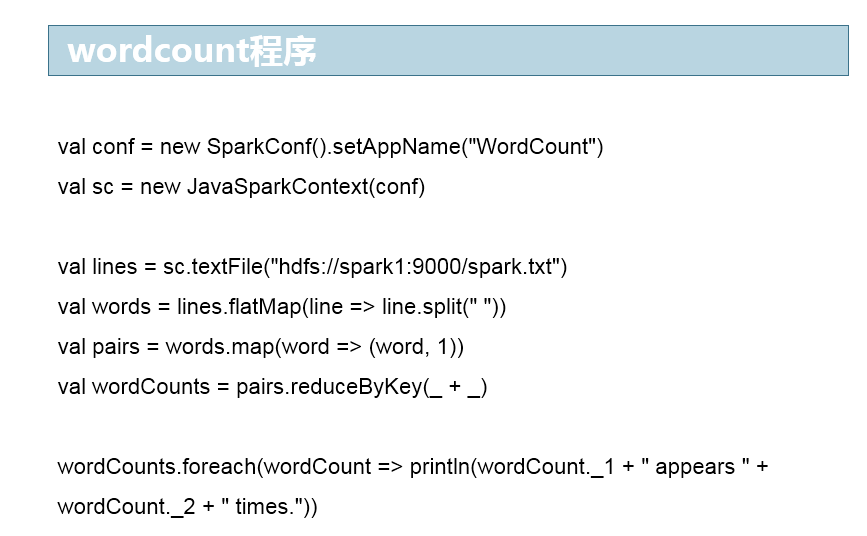 wordcount程序
val conf = new SparkConf().setAppName("WordCount")
val sc = new JavaSparkContext(conf)
val lines = sc.textFile("hdfs://spark1:9000/spark.txt")
val words = lines.flatMap(line => line.split(" "))
val pairs = words.map(word => (word, 1))
val wordCounts = pairs.reduceByKey(_ + _)
wordCounts.foreach(wordCount => println(wordCount._1 + " appears " +
wordCount._2 + " times."))